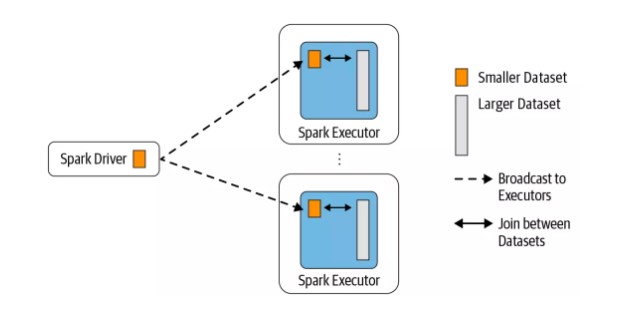 Spark Driver
Spark Executor
Spark Executor
Smaller Dataset
Larger Dataset
Broadcast to
Executors
Join between
Datasets